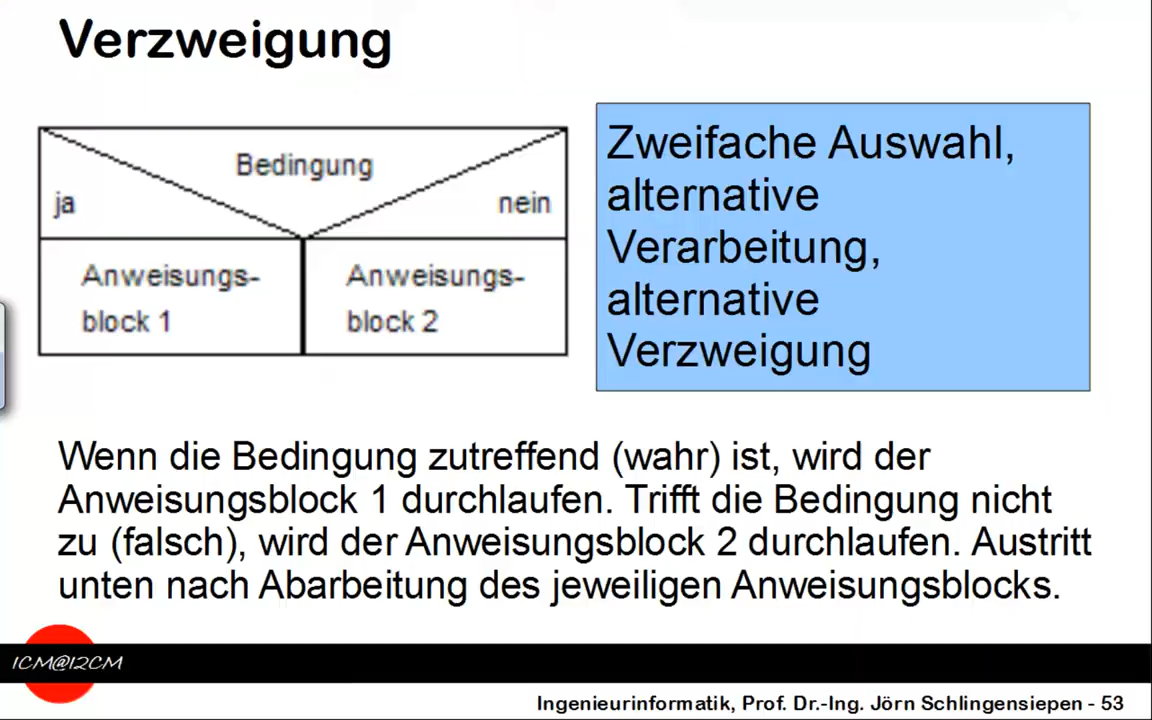 Verzweigung
Bedingung
ja
nein
Anweisungs-
block 1
Anweisungs-
block 2
Zweifache Auswahl,
alternative
Verarbeitung,
alternative
Verzweigung
Wenn die Bedingung zutreffend (wahr) ist, wird der
Anweisungsblock 1 durchlaufen. Trifft die Bedingung nicht
zu (falsch), wird der Anweisungsblock 2 durchlaufen. Austritt
unten nach Abarbeitung des jeweiligen Anweisungsblocks.
1CM@12CM
Ingenieurinformatik, Prof. Dr.-Ing. Jörn Schlingensiepen - 53